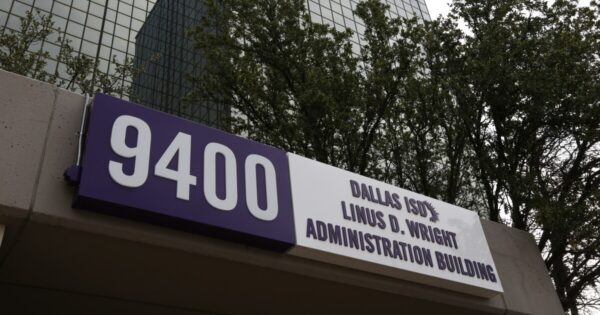 9400
DALLAS ISD
LINUS D. WRIGHT
ADMINISTRATION BUILDING